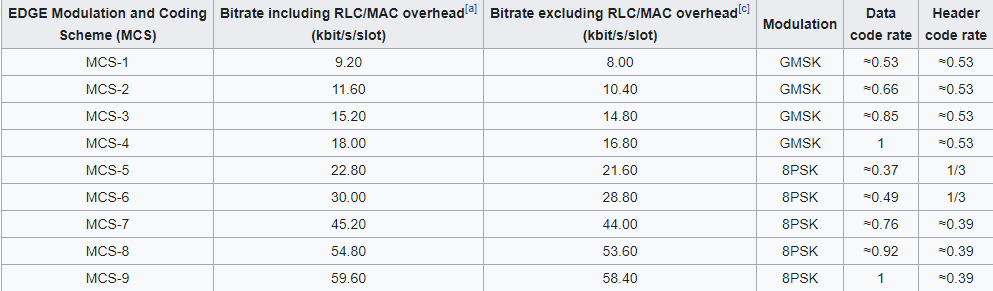 EDGE Modulation and Coding Scheme (MCS) Bitrate including RLC/MAC overhead[a] (kbit/s/slot) Bitrate excluding RLC/MAC overhead[c] (kbit/s/slot) Modulation Data code rate Header code rate
MCS-1 9.20 8.00 GMSK ≈0.53 ≈0.53
MCS-2 11.60 10.40 GMSK ≈0.66 ≈0.53
MCS-3 15.20 14.80 GMSK ≈0.85 ≈0.53
MCS-4 18.00 16.80 GMSK 1 ≈0.53
MCS-5 22.80 21.60 8PSK ≈0.37 1/3
MCS-6 30.00 28.80 8PSK ≈0.49 1/3
MCS-7 45.20 44.00 8PSK ≈0.76 ≈0.39
MCS-8 54.80 53.60 8PSK ≈0.92 ≈0.39
MCS-9 59.60 58.40 8PSK 1 ≈0.39